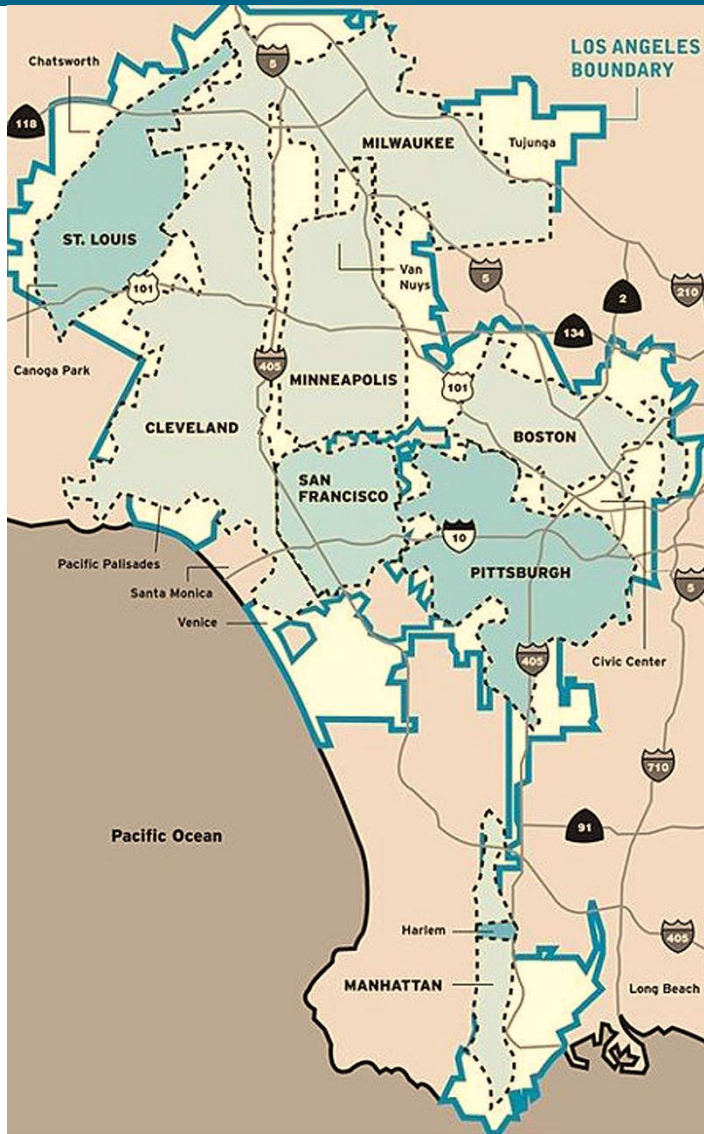 LOS ANGELES
BOUNDARY
5
Chatsworth
118
MILWAUKEE
Tujunga
ST. LOUIS
Van
Nuys
5
101
210
2
134
Canoga Park
405
MINNEAPOLIS
101
CLEVELAND
BOSTON
SAN
FRANCISCO
10
Pacific Palisades
PITTSBURGH
Santa Monica
5
Venice
405
Civic Center
710
Pacific Ocean
91
Harlem
405
MANHATTAN
Long Beach